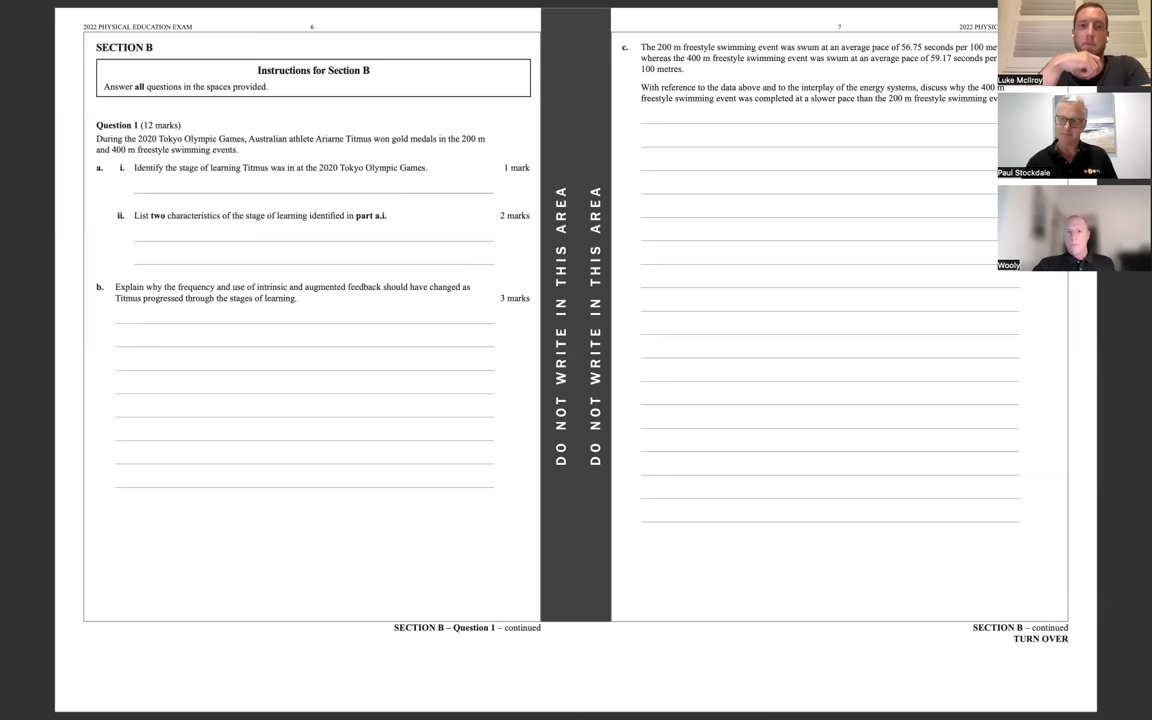 2022 PHYSICAL EDUCATION EXAM
6
SECTION B
Instructions for Section B
Answer all questions in the spaces provided.
Question 1 (12 marks)
During the 2020 Tokyo Olympic Games, Australian athlete Ariarne Titmus won gold medals in the 200 m
and 400 m freestyle swimming events.
a. i. Identify the stage of learning Titmus was in at the 2020 Tokyo Olympic Games. 1 mark
ii. List two characteristics of the stage of learning identified in part a.i. 2 marks
b. Explain why the frequency and use of intrinsic and augmented feedback should have changed as
Titmus progressed through the stages of learning. 3 marks
SECTION B – Question 1 – continued
DO NOT WRITE IN THIS AREA
DO NOT WRITE IN THIS AREA
7
2022 PHYSIC
c. The 200 m freestyle swimming event was swum at an average pace of 56.75 seconds per 100 me
whereas the 400 m freestyle swimming event was swum at an average pace of 59.17 seconds per
100 metres.
With reference to the data above and to the interplay of the energy systems, discuss why the 400 m
freestyle swimming event was completed at a slower pace than the 200 m freestyle swimming ev
SECTION B – continued
TURN OVER
Luke McIlroy
Paul Stockdale
Wooly